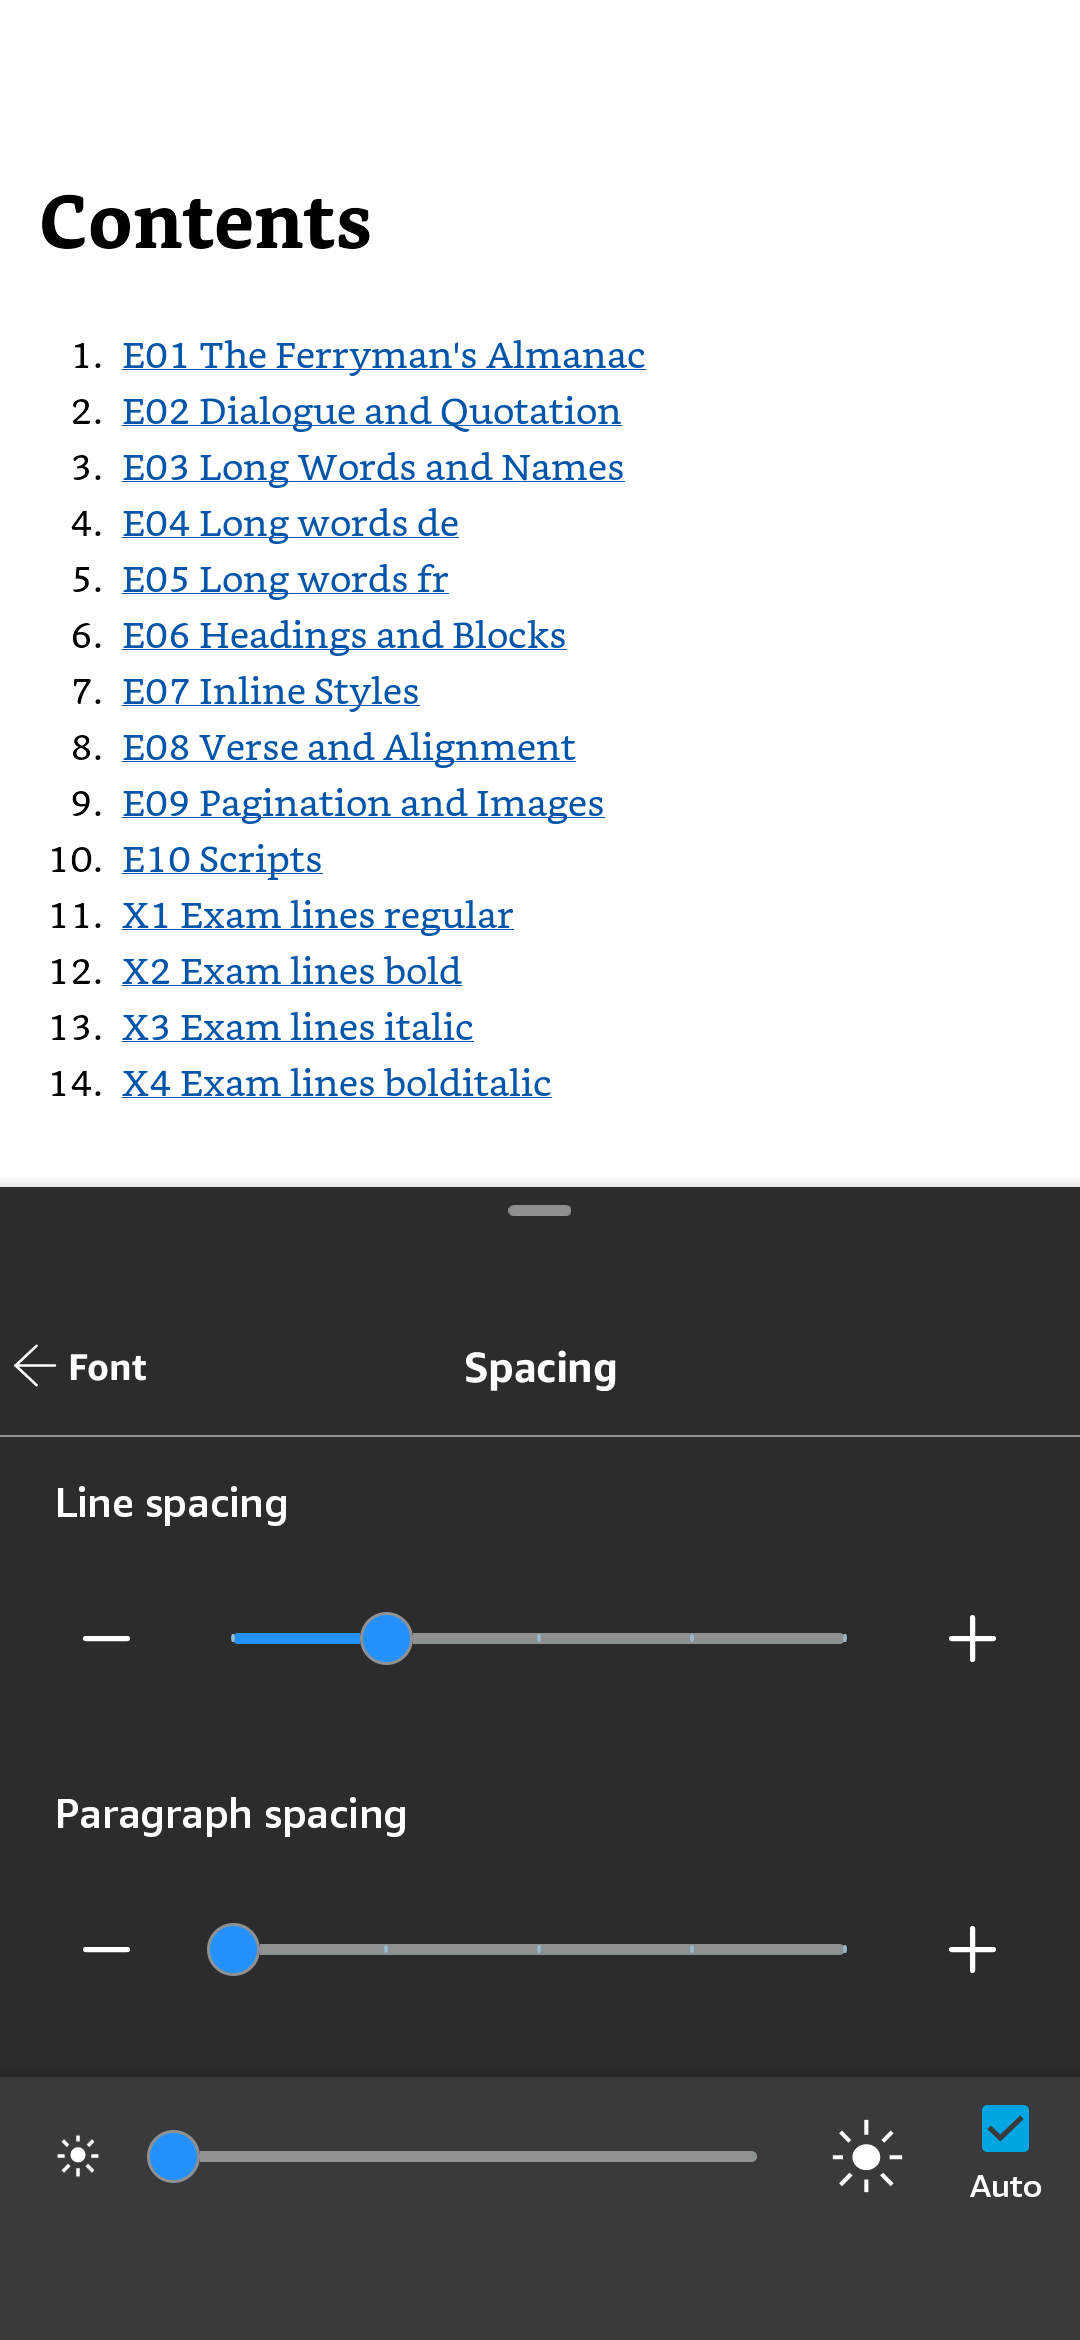 Contents
1. E01 The Ferryman's Almanac
2. E02 Dialogue and Quotation
3. E03 Long Words and Names
4. E04 Long words de
5. E05 Long words fr
6. E06 Headings and Blocks
7. E07 Inline Styles
8. E08 Verse and Alignment
9. E09 Pagination and Images
10. E10 Scripts
11. X1 Exam lines regular
12. X2 Exam lines bold
13. X3 Exam lines italic
14. X4 Exam lines bolditalic
Font Spacing
Line spacing
Paragraph spacing
Auto